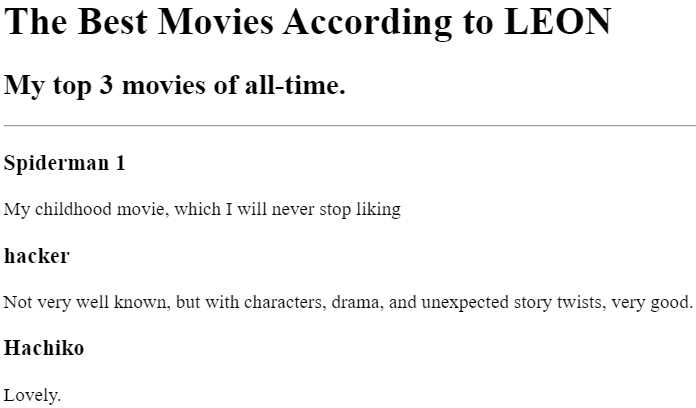 The Best Movies According to LEON
My top 3 movies of all-time.
Spiderman 1
My childhood movie, which I will never stop liking
hacker
Not very well known, but with characters, drama, and unexpected story twists, very good.
Hachiko
Lovely.